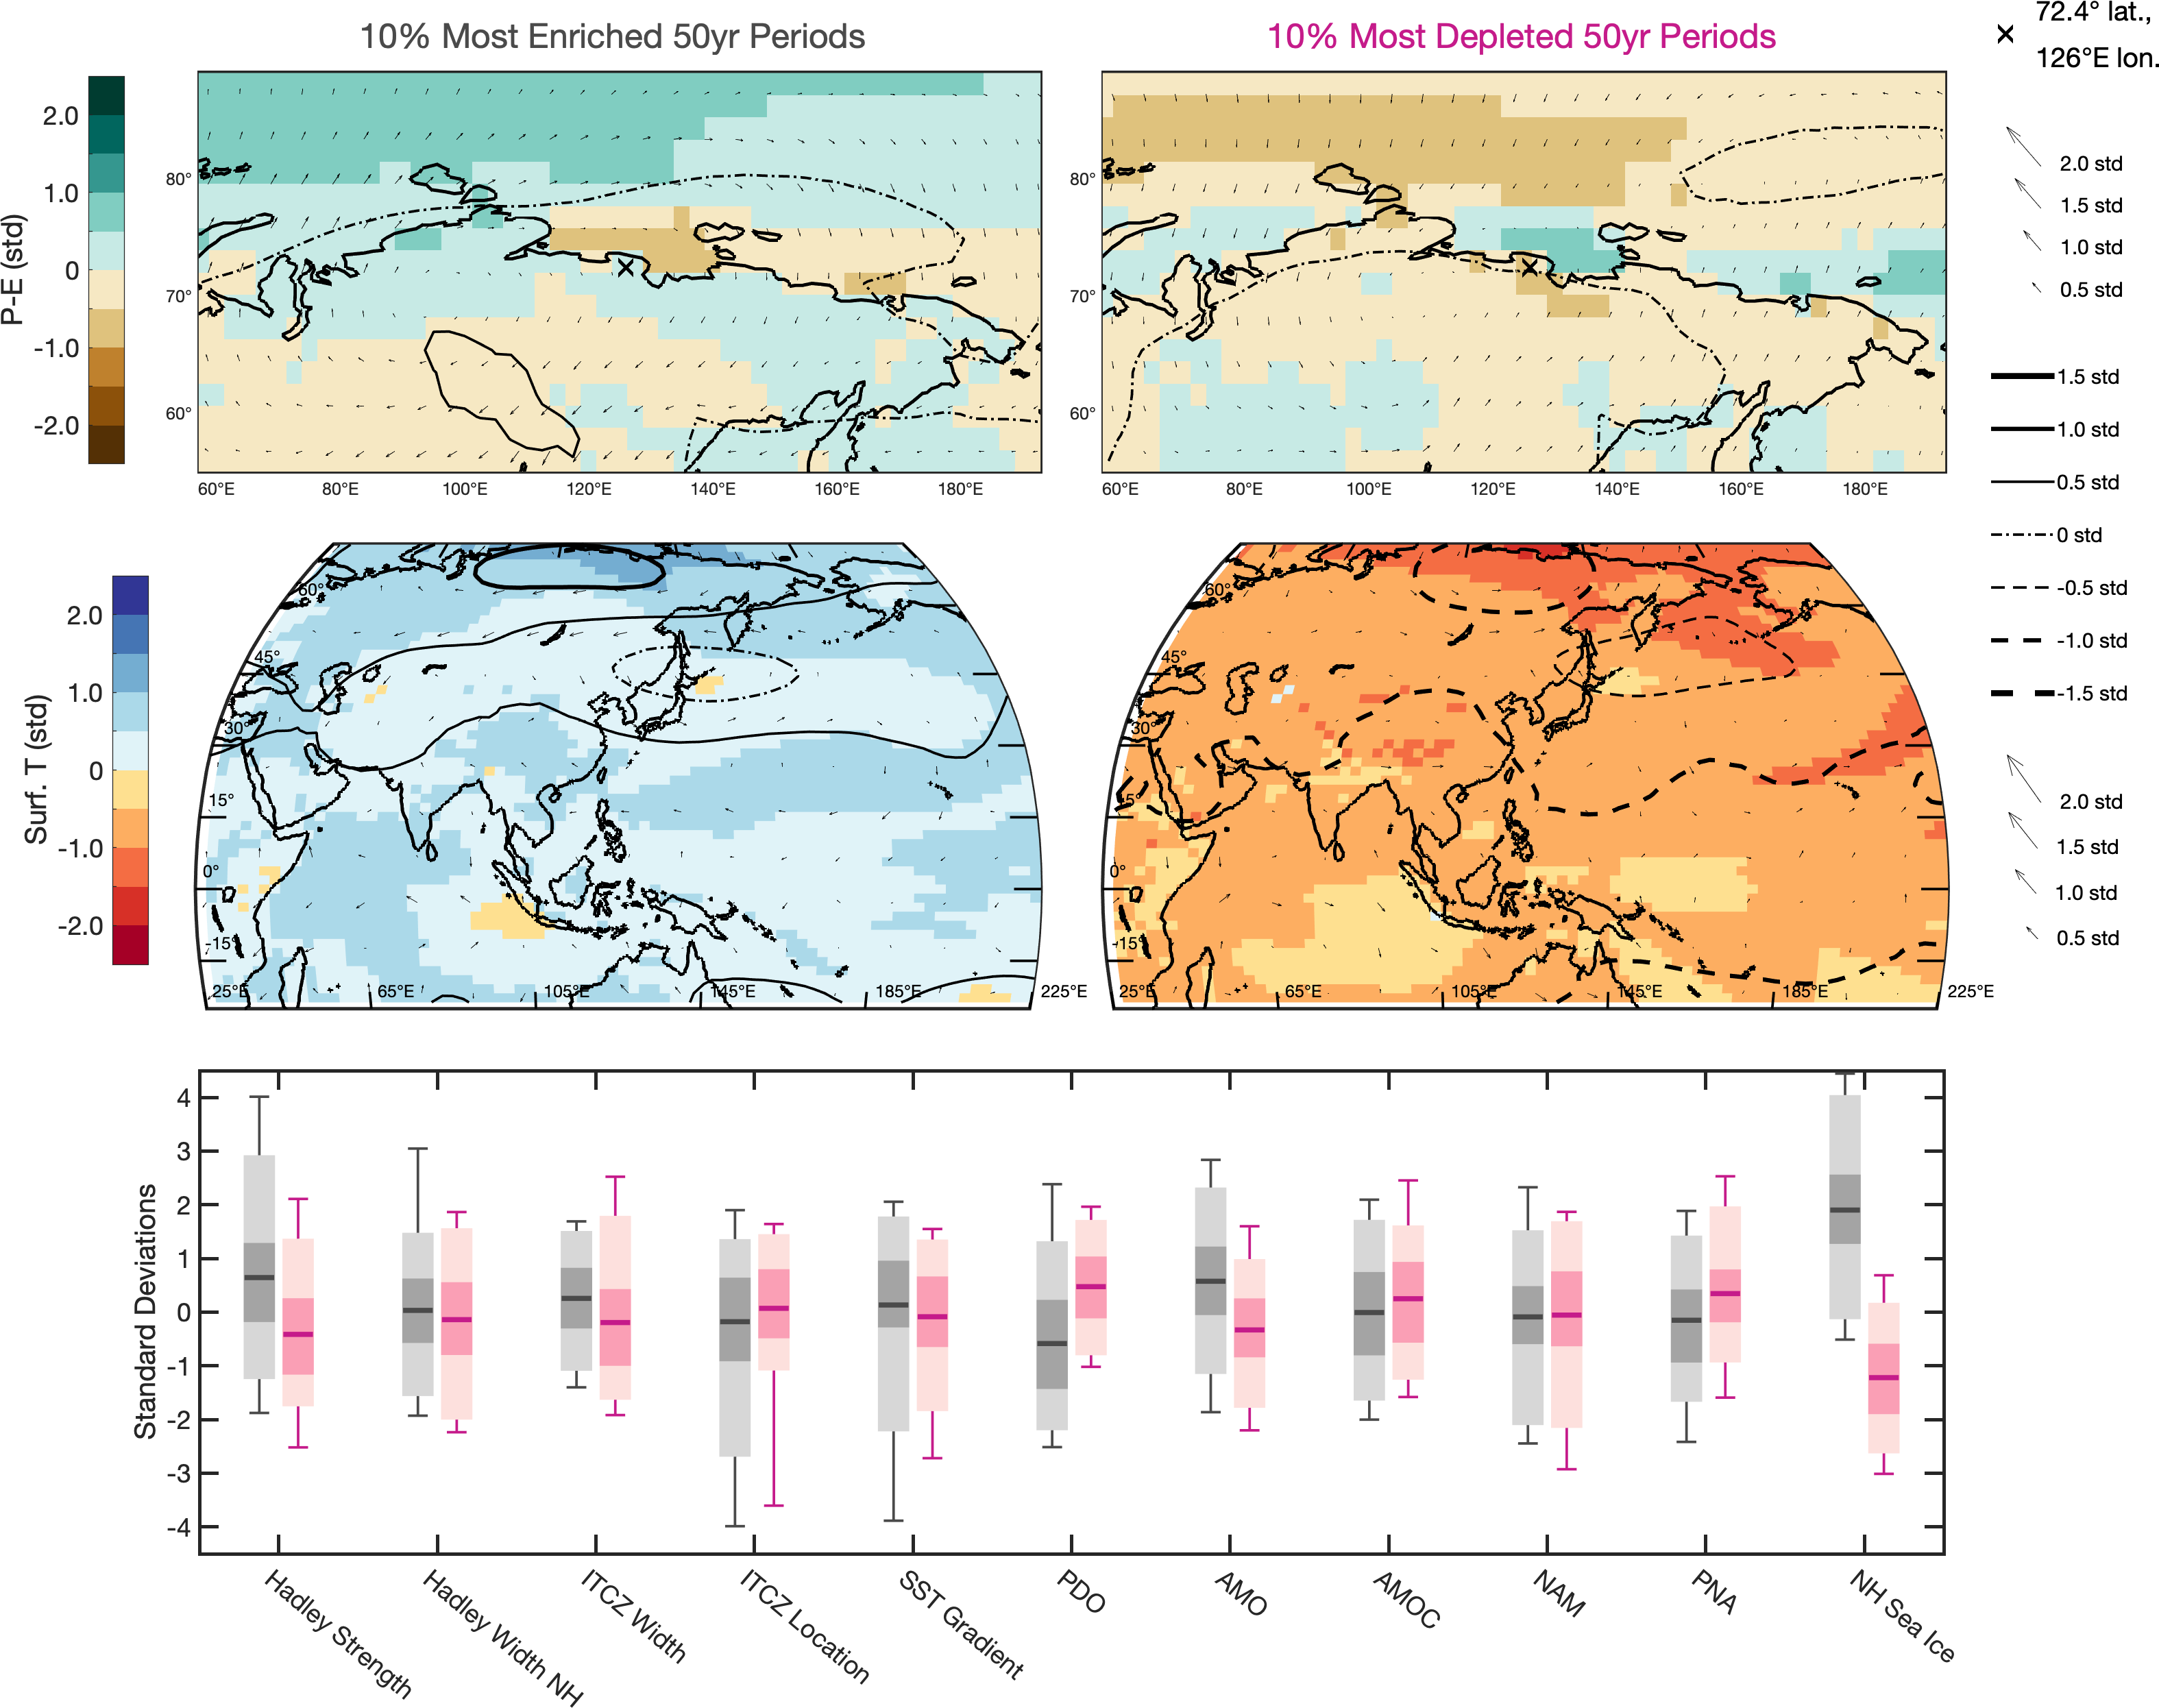 10% Most Enriched 50yr Periods
10% Most Depleted 50yr Periods
× 72.4° lat.,
126°E lon.
P-E (std)
2.0
1.0
0
-1.0
-2.0
80°
70°
60°
60°E 80°E 100°E 120°E 140°E 160°E 180°E
80°
70°
60°
60°E 80°E 100°E 120°E 140°E 160°E 180°E
2.0 std
1.5 std
1.0 std
0.5 std
1.5 std
1.0 std
0.5 std
0 std
-0.5 std
-1.0 std
-1.5 std
Surf. T (std)
2.0
1.0
0
-1.0
-2.0
60°
45°
30°
15°
0°
-15°
25°E 65°E 105°E 145°E 185°E 225°E
60°
45°
30°
15°
0°
-15°
25°E 65°E 105°E 145°E 185°E 225°E
2.0 std
1.5 std
1.0 std
0.5 std
Standard Deviations
4
3
2
1
0
-1
-2
-3
-4
Hadley Strength
Hadley Width NH
ITCZ Width
ITCZ Location
SST Gradient
PDO
AMO
AMOC
NAM
PNA
NH Sea Ice